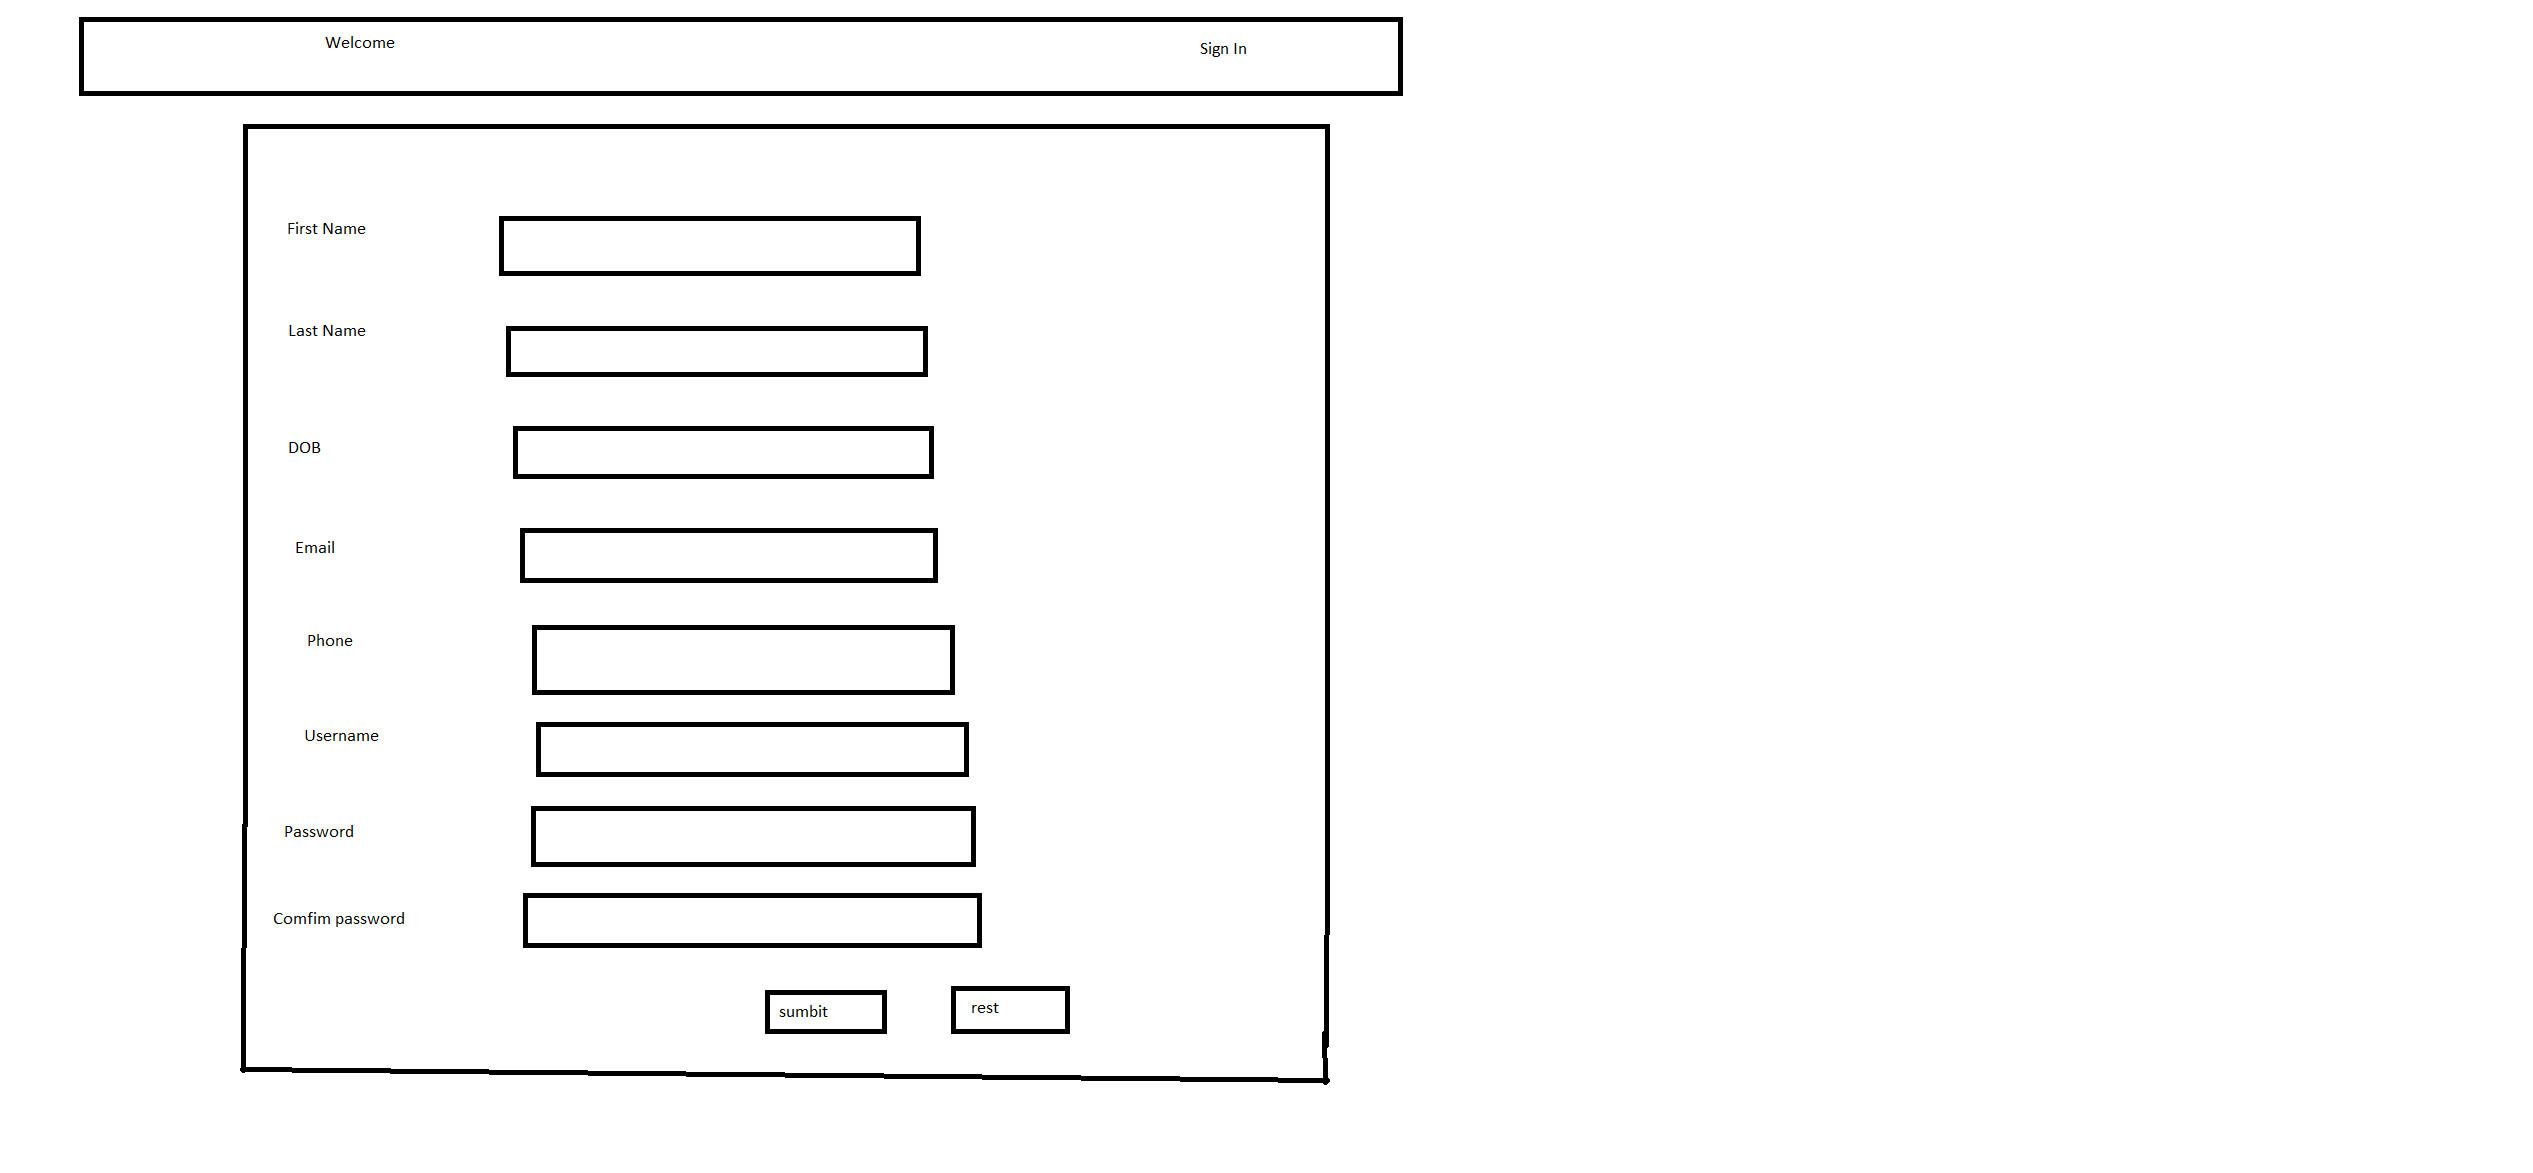 Welcome
Sign In
First Name
Last Name
DOB
Email
Phone
Username
Password
Comfim password
sumbit
rest